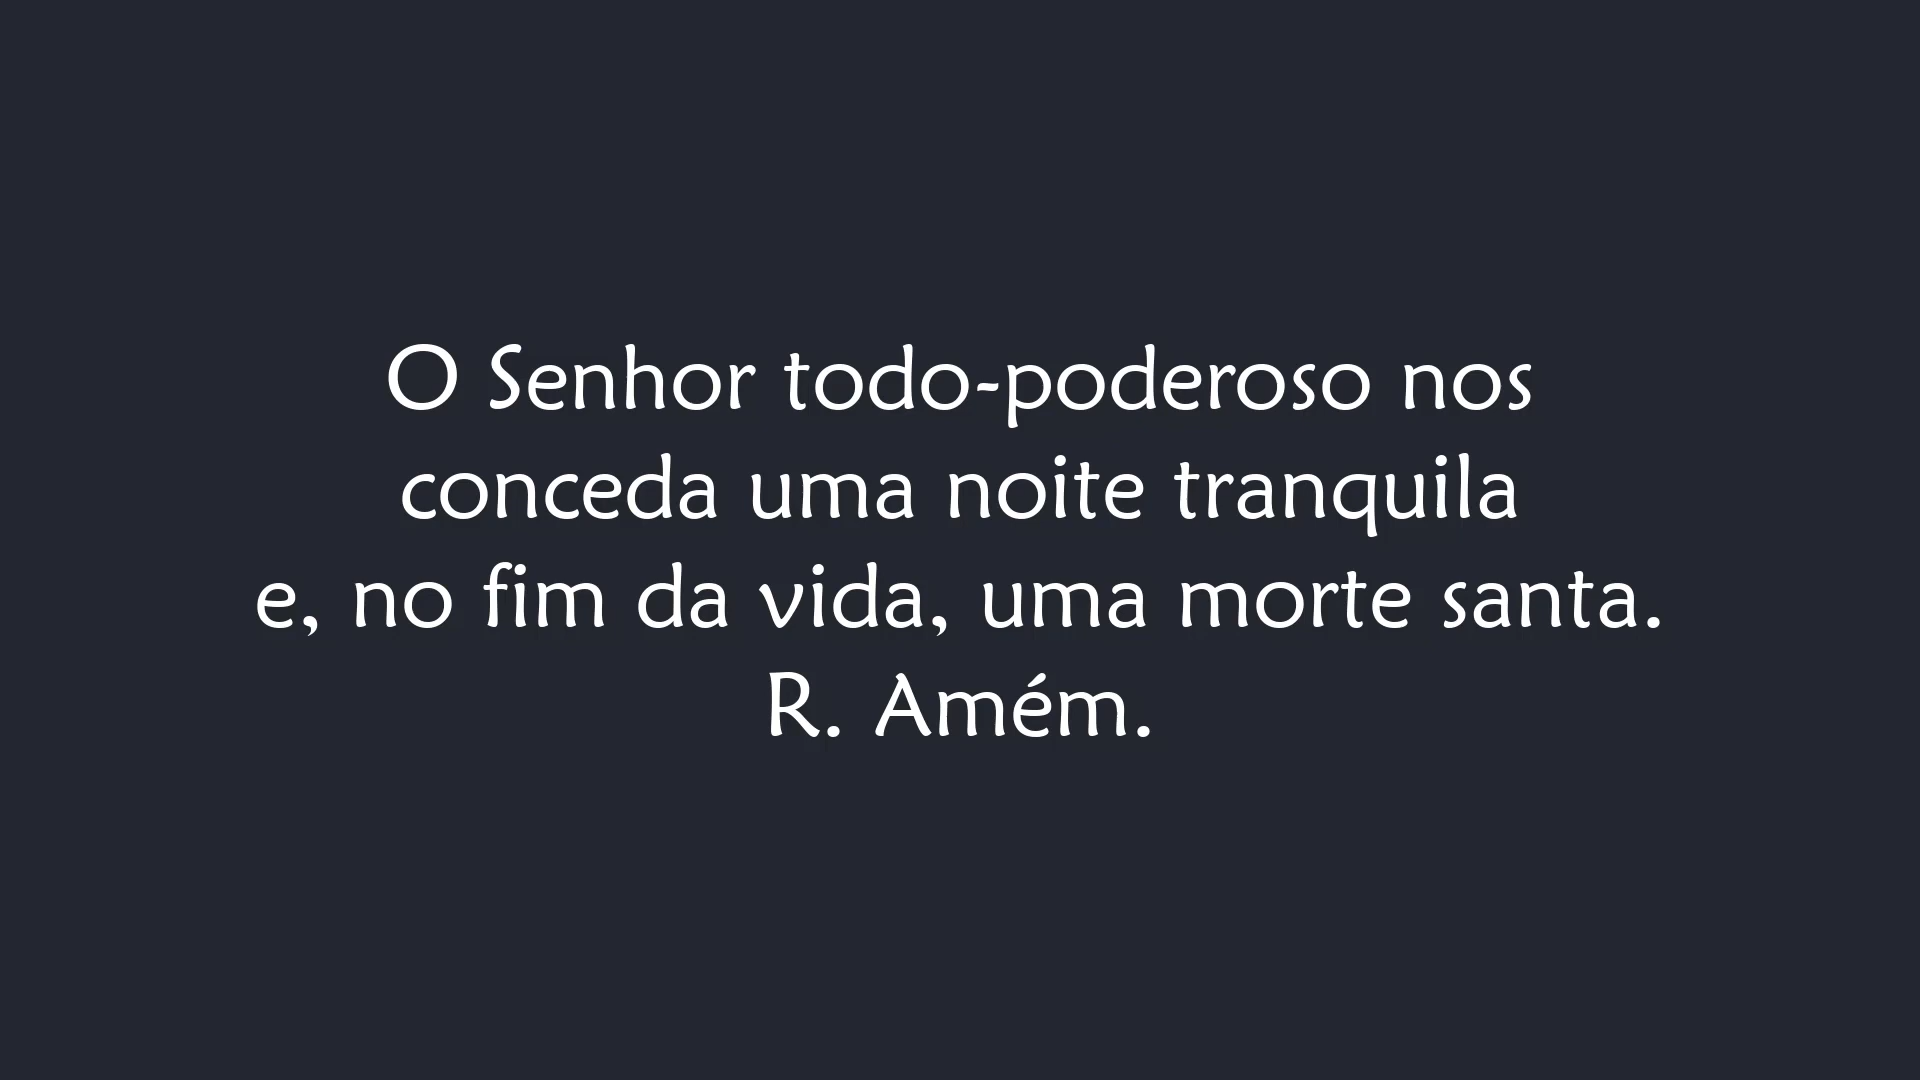 O Senhor todo-poderoso nos
conceda uma noite tranquila
e, no fim da vida, uma morte santa.
R. Amém.